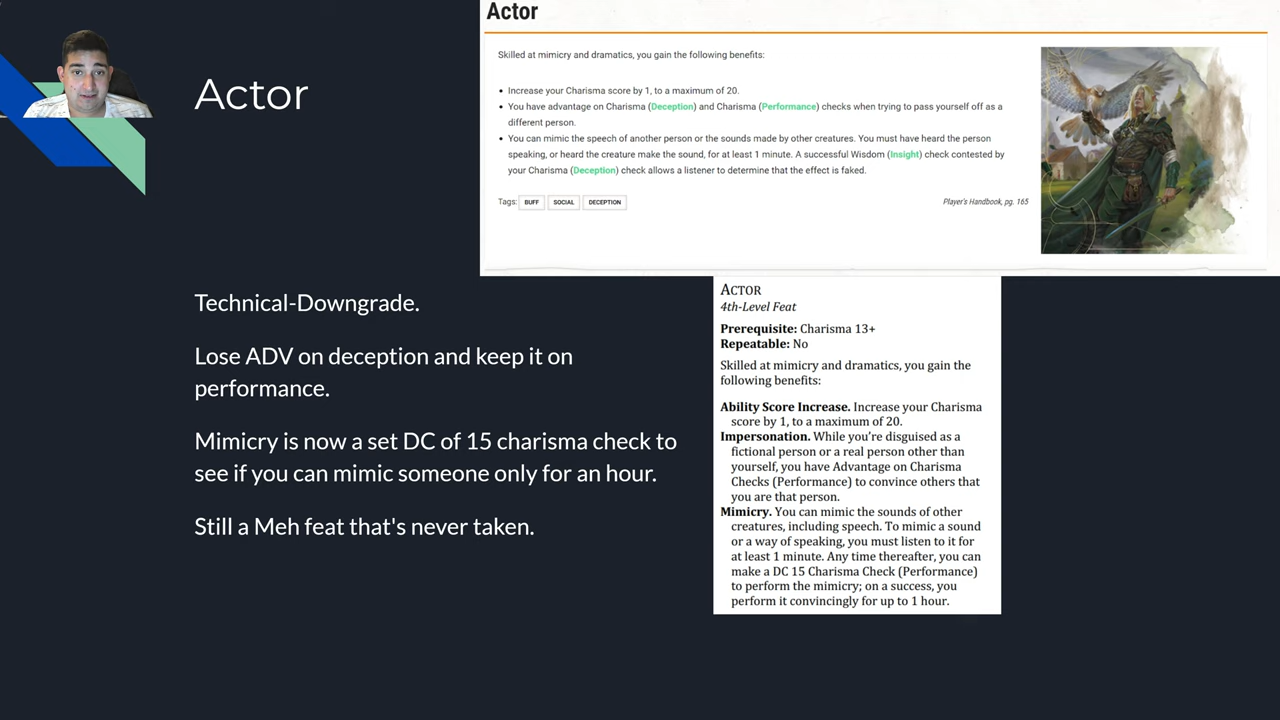 Actor
Technical-Downgrade.
Lose ADV on deception and keep it on
performance.
Mimicry is now a set DC of 15 charisma check to
see if you can mimic someone only for an hour.
Still a Meh feat that's never taken.
Actor
Skilled at mimicry and dramatics, you gain the following benefits:
• Increase your Charisma score by 1, to a maximum of 20.
• You have advantage on Charisma (Deception) and Charisma (Performance) checks when trying to pass yourself off as a
different person.
• You can mimic the speech of another person or the sounds made by other creatures. You must have heard the person
speaking, or heard the creature make the sound, for at least 1 minute. A successful Wisdom (Insight) check contested by
your Charisma (Deception) check allows a listener to determine that the effect is faked.
Tags: BUFF SOCIAL DECEPTION Player's Handbook, pg. 165
ACTOR
4th-Level Feat
Prerequisite: Charisma 13+
Repeatable: No
Skilled at mimicry and dramatics, you gain the
following benefits:
Ability Score Increase. Increase your Charisma
score by 1, to a maximum of 20.
Impersonation. While you're disguised as a
fictional person or a real person other than
yourself, you have Advantage on Charisma
Checks (Performance) to convince others that
you are that person.
Mimicry. You can mimic the sounds of other
creatures, including speech. To mimic a sound
or a way of speaking, you must listen to it for
at least 1 minute. Any time thereafter, you can
make a DC 15 Charisma Check (Performance)
to perform the mimicry; on a success, you
perform it convincingly for up to 1 hour.